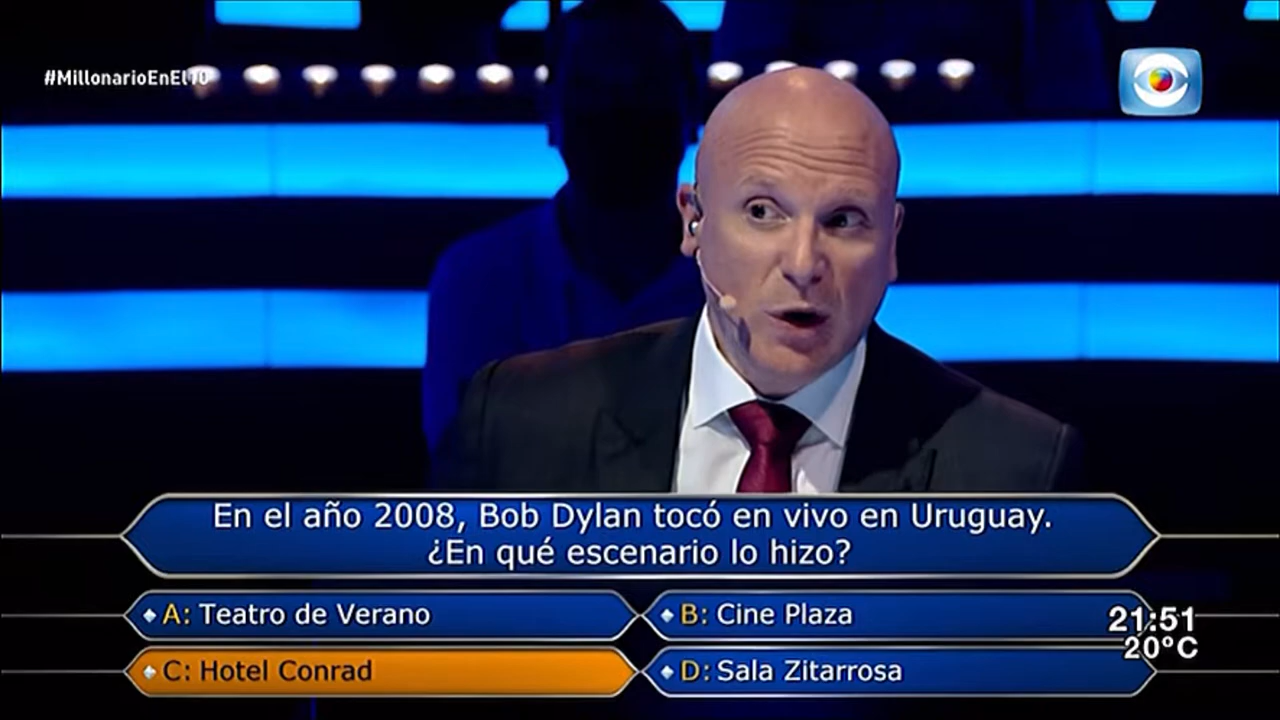 #MillonarioEnEl10
En el año 2008, Bob Dylan tocó en vivo en Uruguay.
¿En qué escenario lo hizo?
A: Teatro de Verano
B: Cine Plaza
C: Hotel Conrad
D: Sala Zitarrosa
21:51
20°C